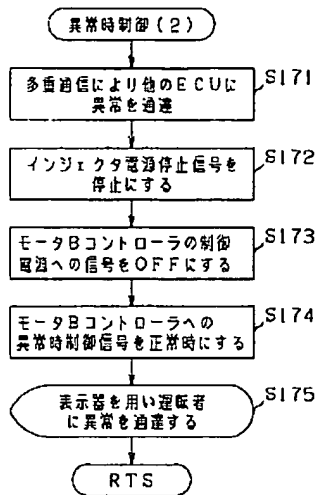 異常時制御(2)
多重通信により他のECUに
異常を通達
S171
インジェクタ電源停止信号を
停止にする
S172
モータBコントローラの制御
電源への信号をOFFにする
S173
モータBコントローラへの
異常時制御信号を正常時にする
S174
表示器を用い運転者
に異常を通達する
S175
RTS